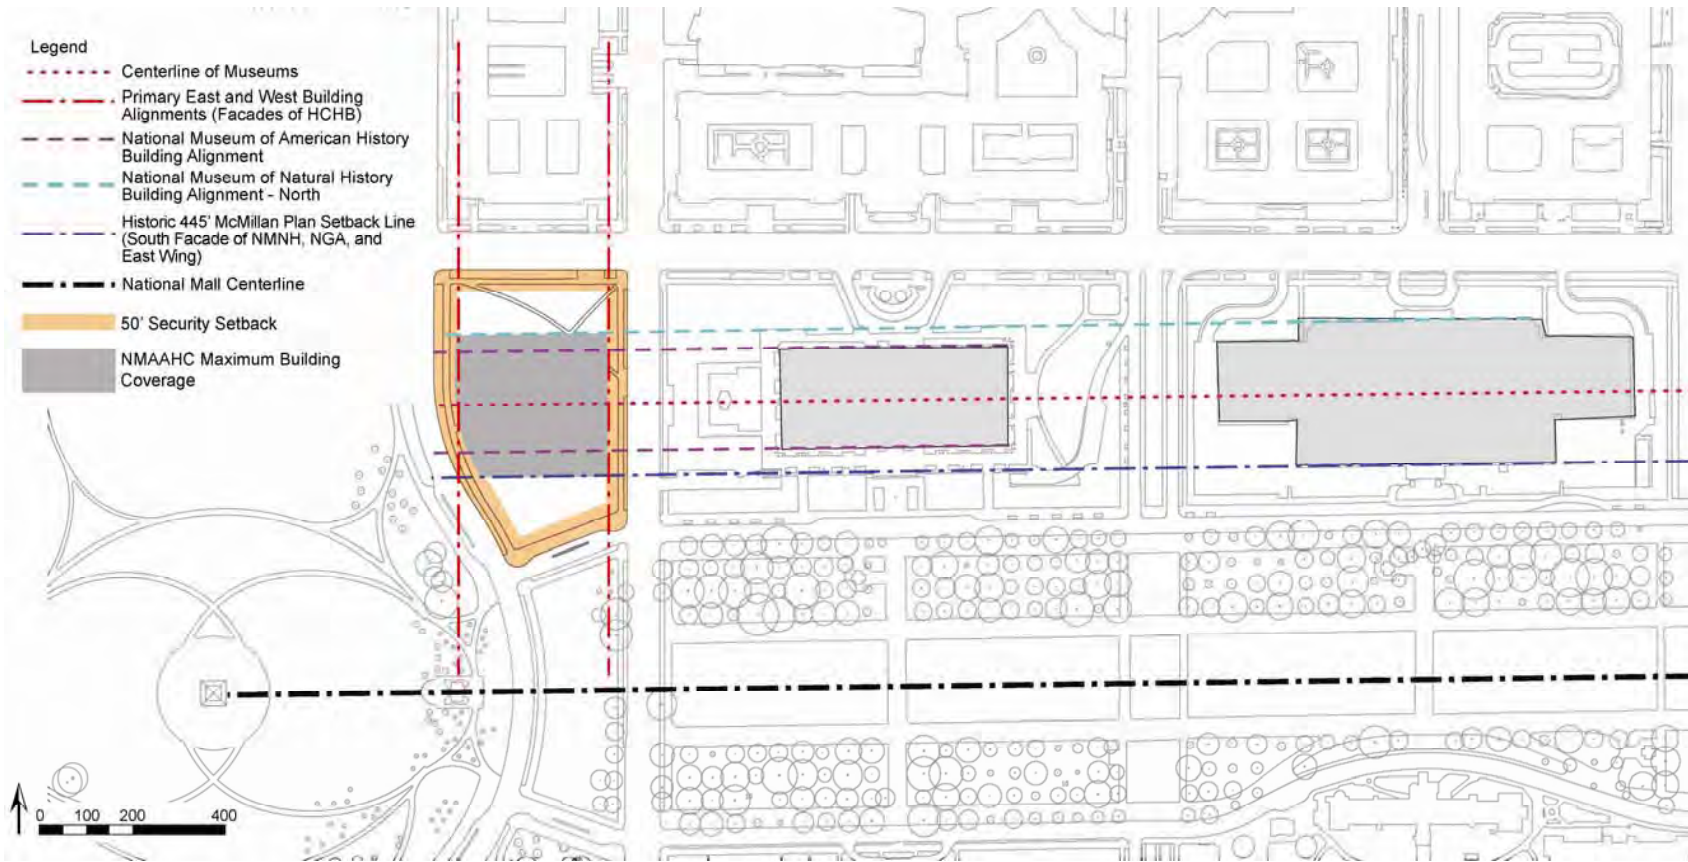 Legend
Centerline of Museums
Primary East and West Building
Alignments (Facades of HCHB)
National Museum of American History
Building Alignment
National Museum of Natural History
Building Alignment - North
Historic 445' McMillan Plan Setback Line
(South Facade of NMNH, NGA, and
East Wing)
National Mall Centerline
50' Security Setback
NMAAHC Maximum Building
Coverage
0 100 200 400